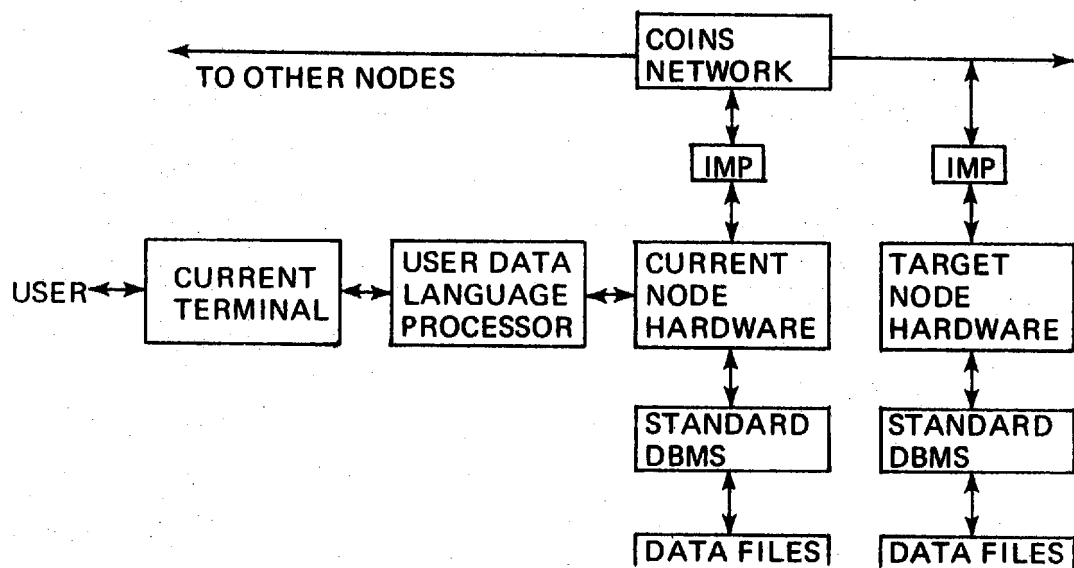 COINS
NETWORK
TO OTHER NODES
IMP
IMP
USER
CURRENT
TERMINAL
USER DATA
LANGUAGE
PROCESSOR
CURRENT
NODE
HARDWARE
TARGET
NODE
HARDWARE
STANDARD
DBMS
STANDARD
DBMS
DATA FILES
DATA FILES